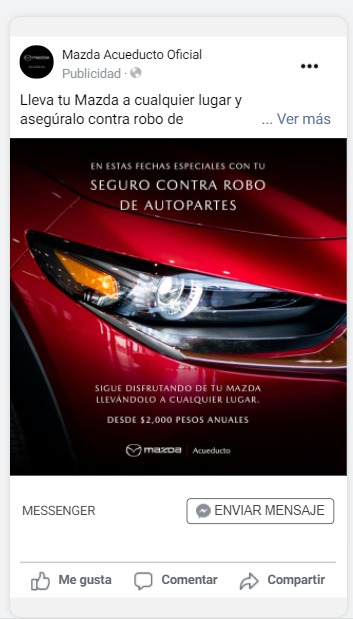 Mazda Acueducto Oficial
Publicidad ·
Lleva tu Mazda a cualquier lugar y
asegúralo contra robo de ... Ver más
EN ESTAS FECHAS ESPECIALES CON TU
SEGURO CONTRA ROBO
DE AUTOPARTES
SIGUE DISFRUTANDO DE TU MAZDA
LLEVÁNDOLO A CUALQUIER LUGAR.
DESDE $2,000 PESOS ANUALES
mazda Acueducto
MESSENGER ENVIAR MENSAJE
Me gusta Comentar Compartir